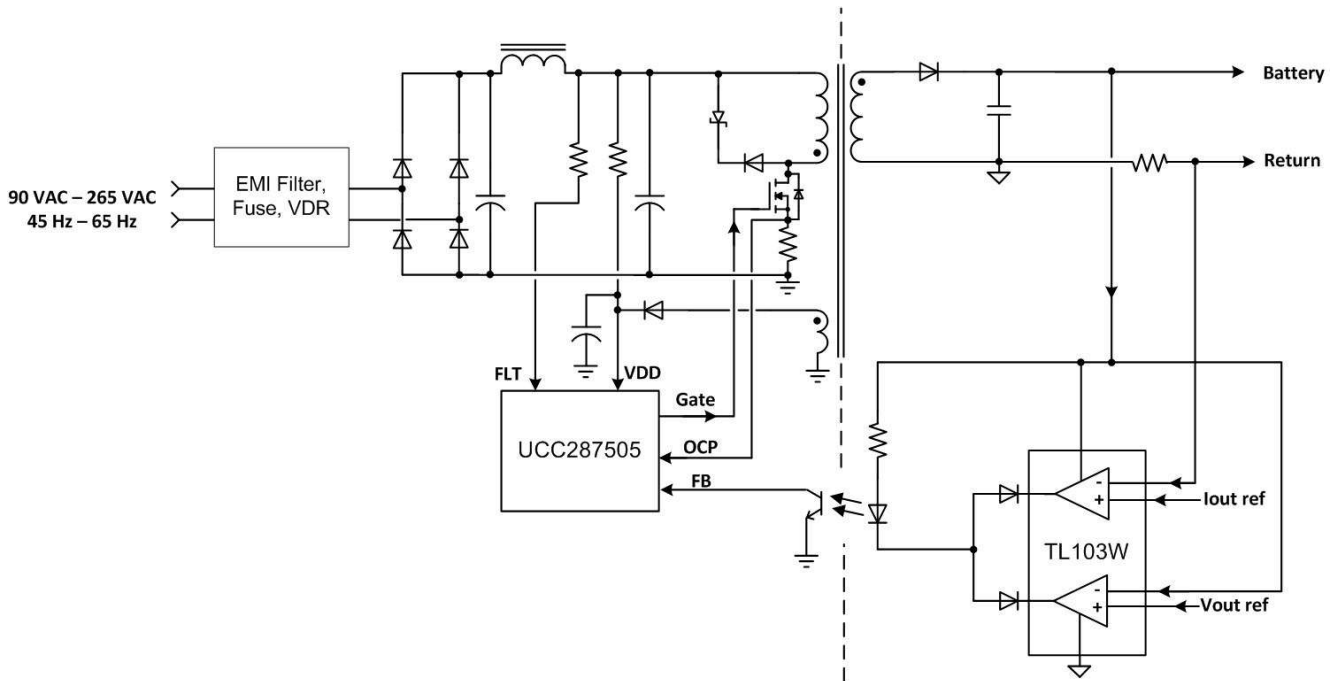 Battery
Return
EMI Filter,
Fuse, VDR
90 VAC – 265 VAC
45 Hz – 65 Hz
FLT
VDD
Gate
UCC287505
OCP
FB
-
+
Iout ref
TL103W
-
+
Vout ref